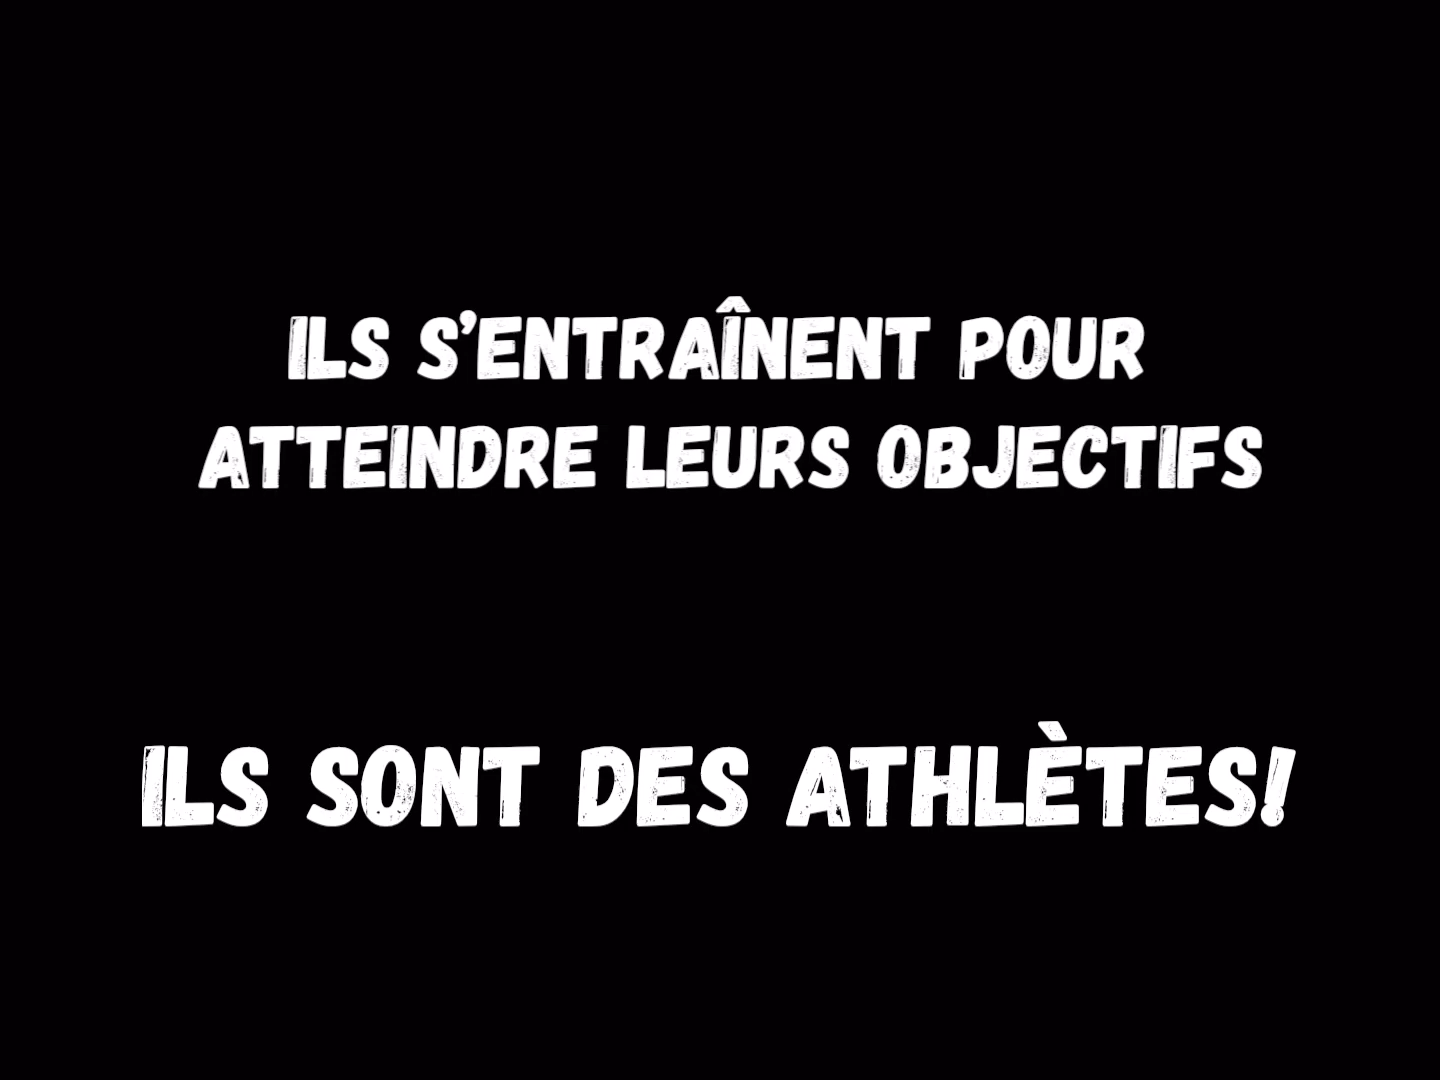 ILS S’ENTRAÎNENT POUR
ATTEINDRE LEURS OBJECTIFS
ILS SONT DES ATHLÈTES!